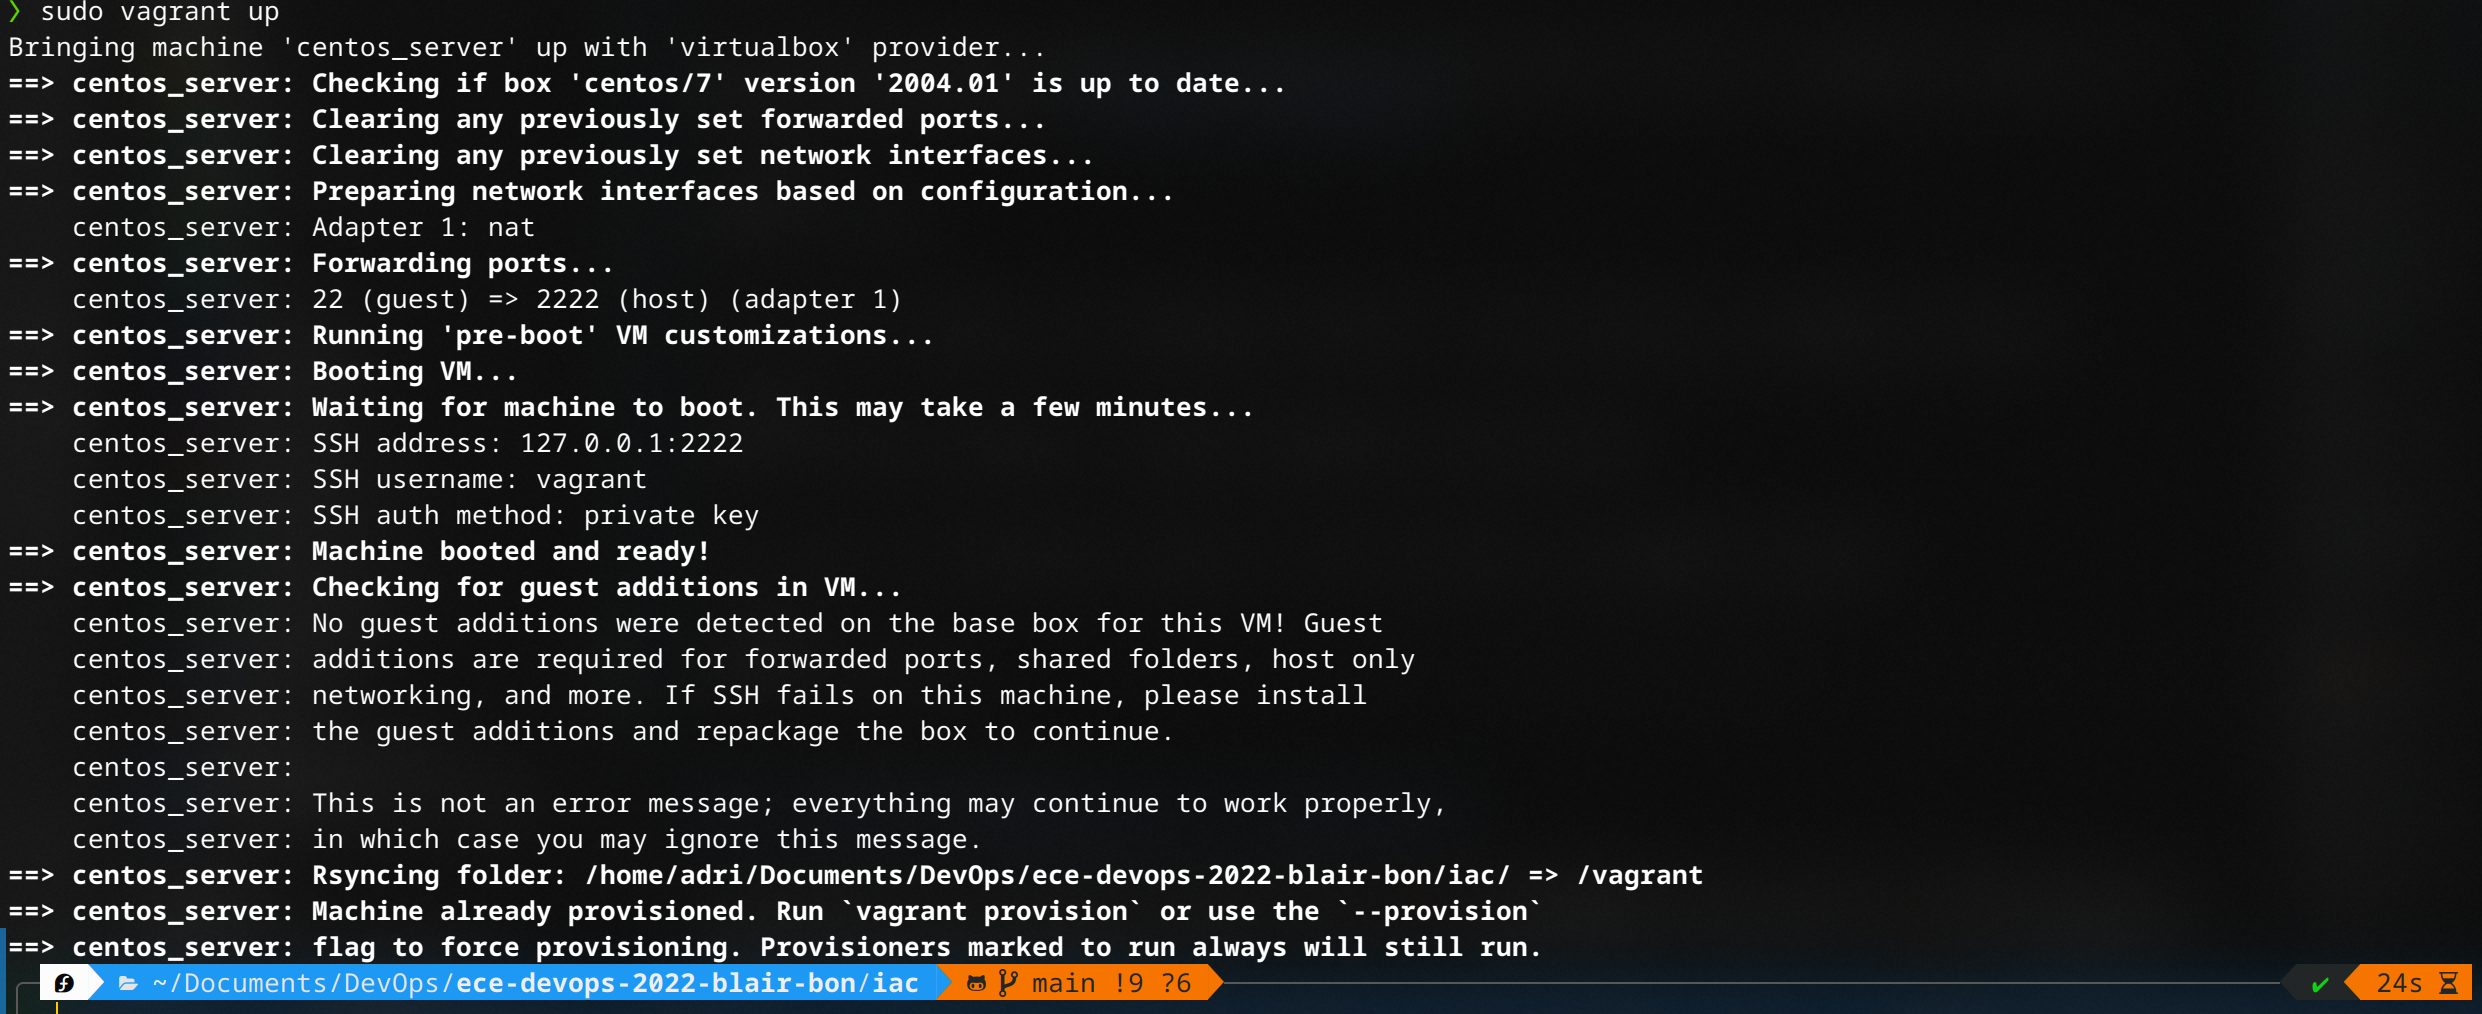 ❯ sudo vagrant up
Bringing machine 'centos_server' up with 'virtualbox' provider...
==> centos_server: Checking if box 'centos/7' version '2004.01' is up to date...
==> centos_server: Clearing any previously set forwarded ports...
==> centos_server: Clearing any previously set network interfaces...
==> centos_server: Preparing network interfaces based on configuration...
    centos_server: Adapter 1: nat
==> centos_server: Forwarding ports...
    centos_server: 22 (guest) => 2222 (host) (adapter 1)
==> centos_server: Running 'pre-boot' VM customizations...
==> centos_server: Booting VM...
==> centos_server: Waiting for machine to boot. This may take a few minutes...
    centos_server: SSH address: 127.0.0.1:2222
    centos_server: SSH username: vagrant
    centos_server: SSH auth method: private key
==> centos_server: Machine booted and ready!
==> centos_server: Checking for guest additions in VM...
    centos_server: No guest additions were detected on the base box for this VM! Guest
    centos_server: additions are required for forwarded ports, shared folders, host only
    centos_server: networking, and more. If SSH fails on this machine, please install
    centos_server: the guest additions and repackage the box to continue.
    centos_server:
    centos_server: This is not an error message; everything may continue to work properly,
    centos_server: in which case you may ignore this message.
==> centos_server: Rsyncing folder: /home/adri/Documents/DevOps/ece-devops-2022-blair-bon/iac/ => /vagrant
==> centos_server: Machine already provisioned. Run `vagrant provision` or use the `--provision`
==> centos_server: flag to force provisioning. Provisioners marked to run always will still run.
~/Documents/DevOps/ece-devops-2022-blair-bon/iac main !9 ?6 ✔ 24s